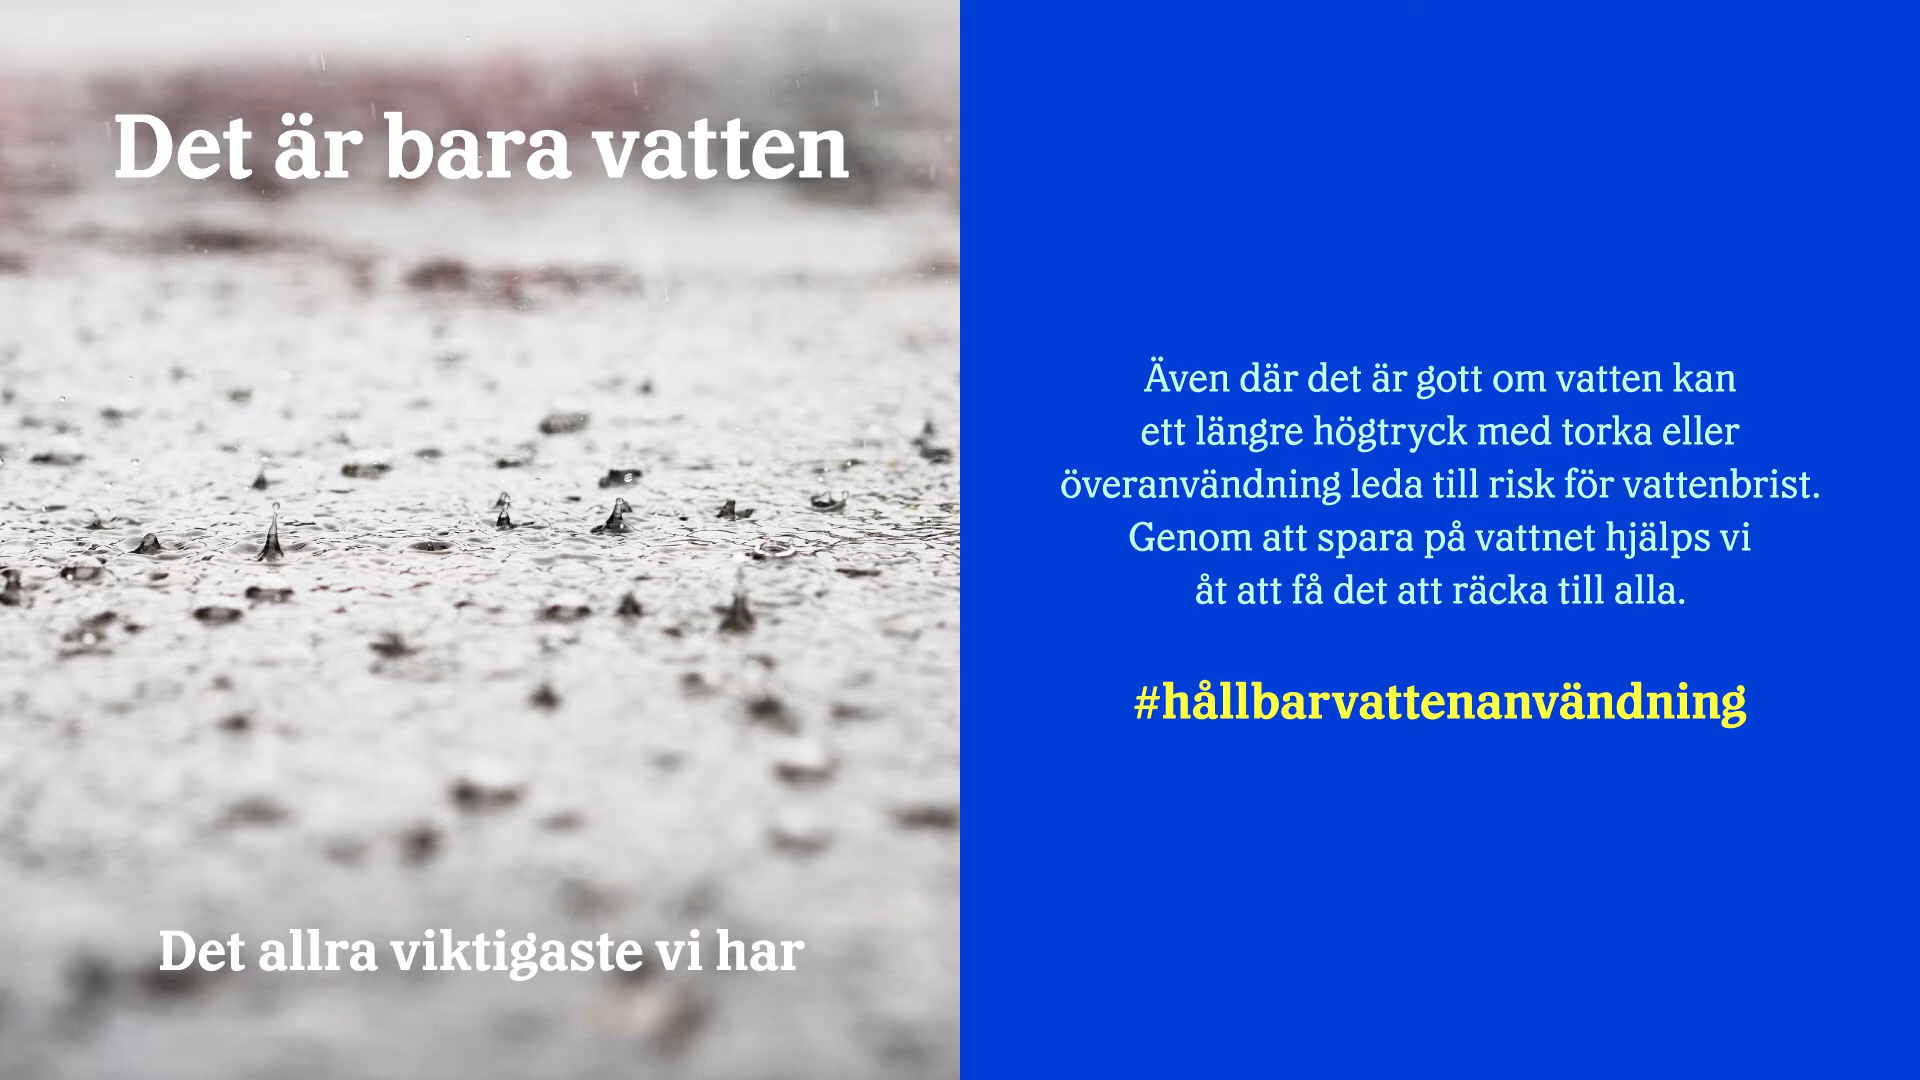 Det är bara vatten
Det allra viktigaste vi har
Även där det är gott om vatten kan
ett längre högtryck med torka eller
överanvändning leda till risk för vattenbrist.
Genom att spara på vattnet hjälps vi
åt att få det att räcka till alla.
#hållbarvattenanvändning